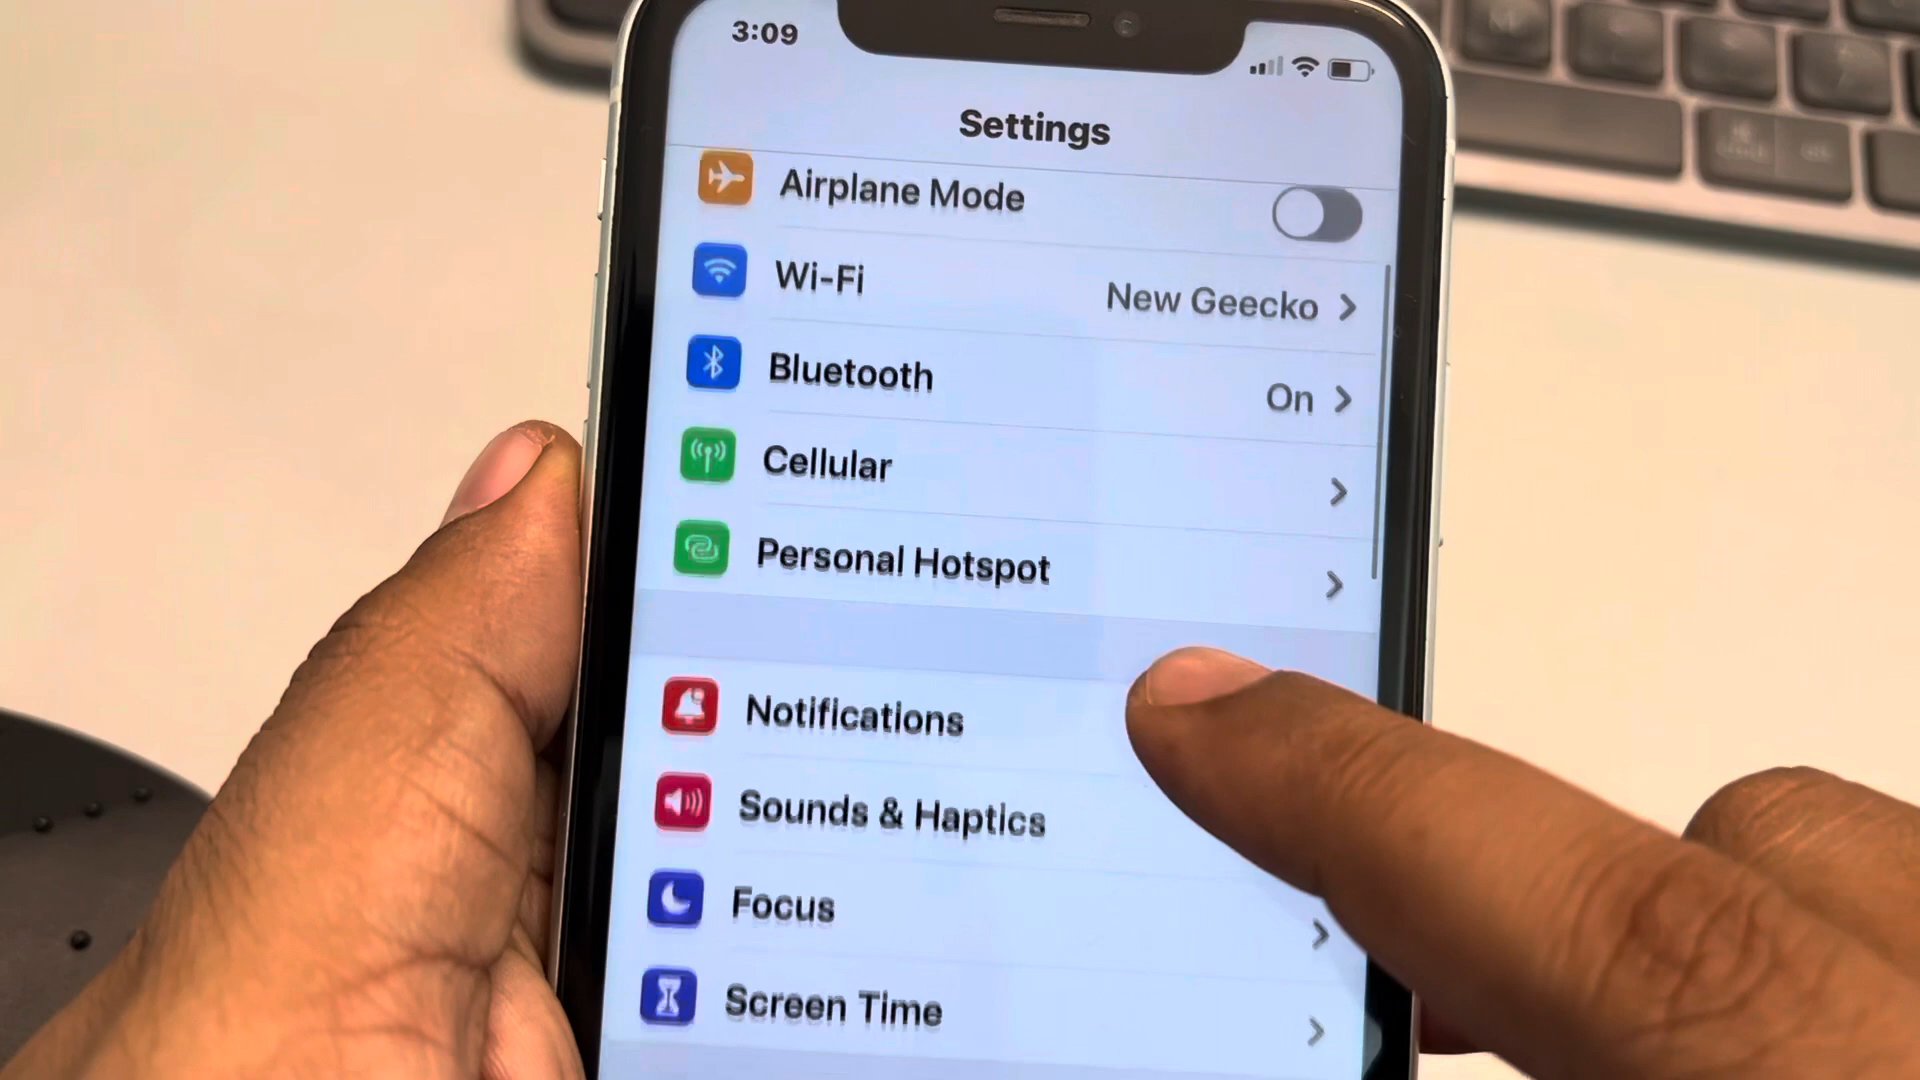 3:09
Settings
Airplane Mode
Wi-Fi
New Geecko
Bluetooth
On
Cellular
Personal Hotspot
Notifications
Sounds & Haptics
Focus
Screen Time